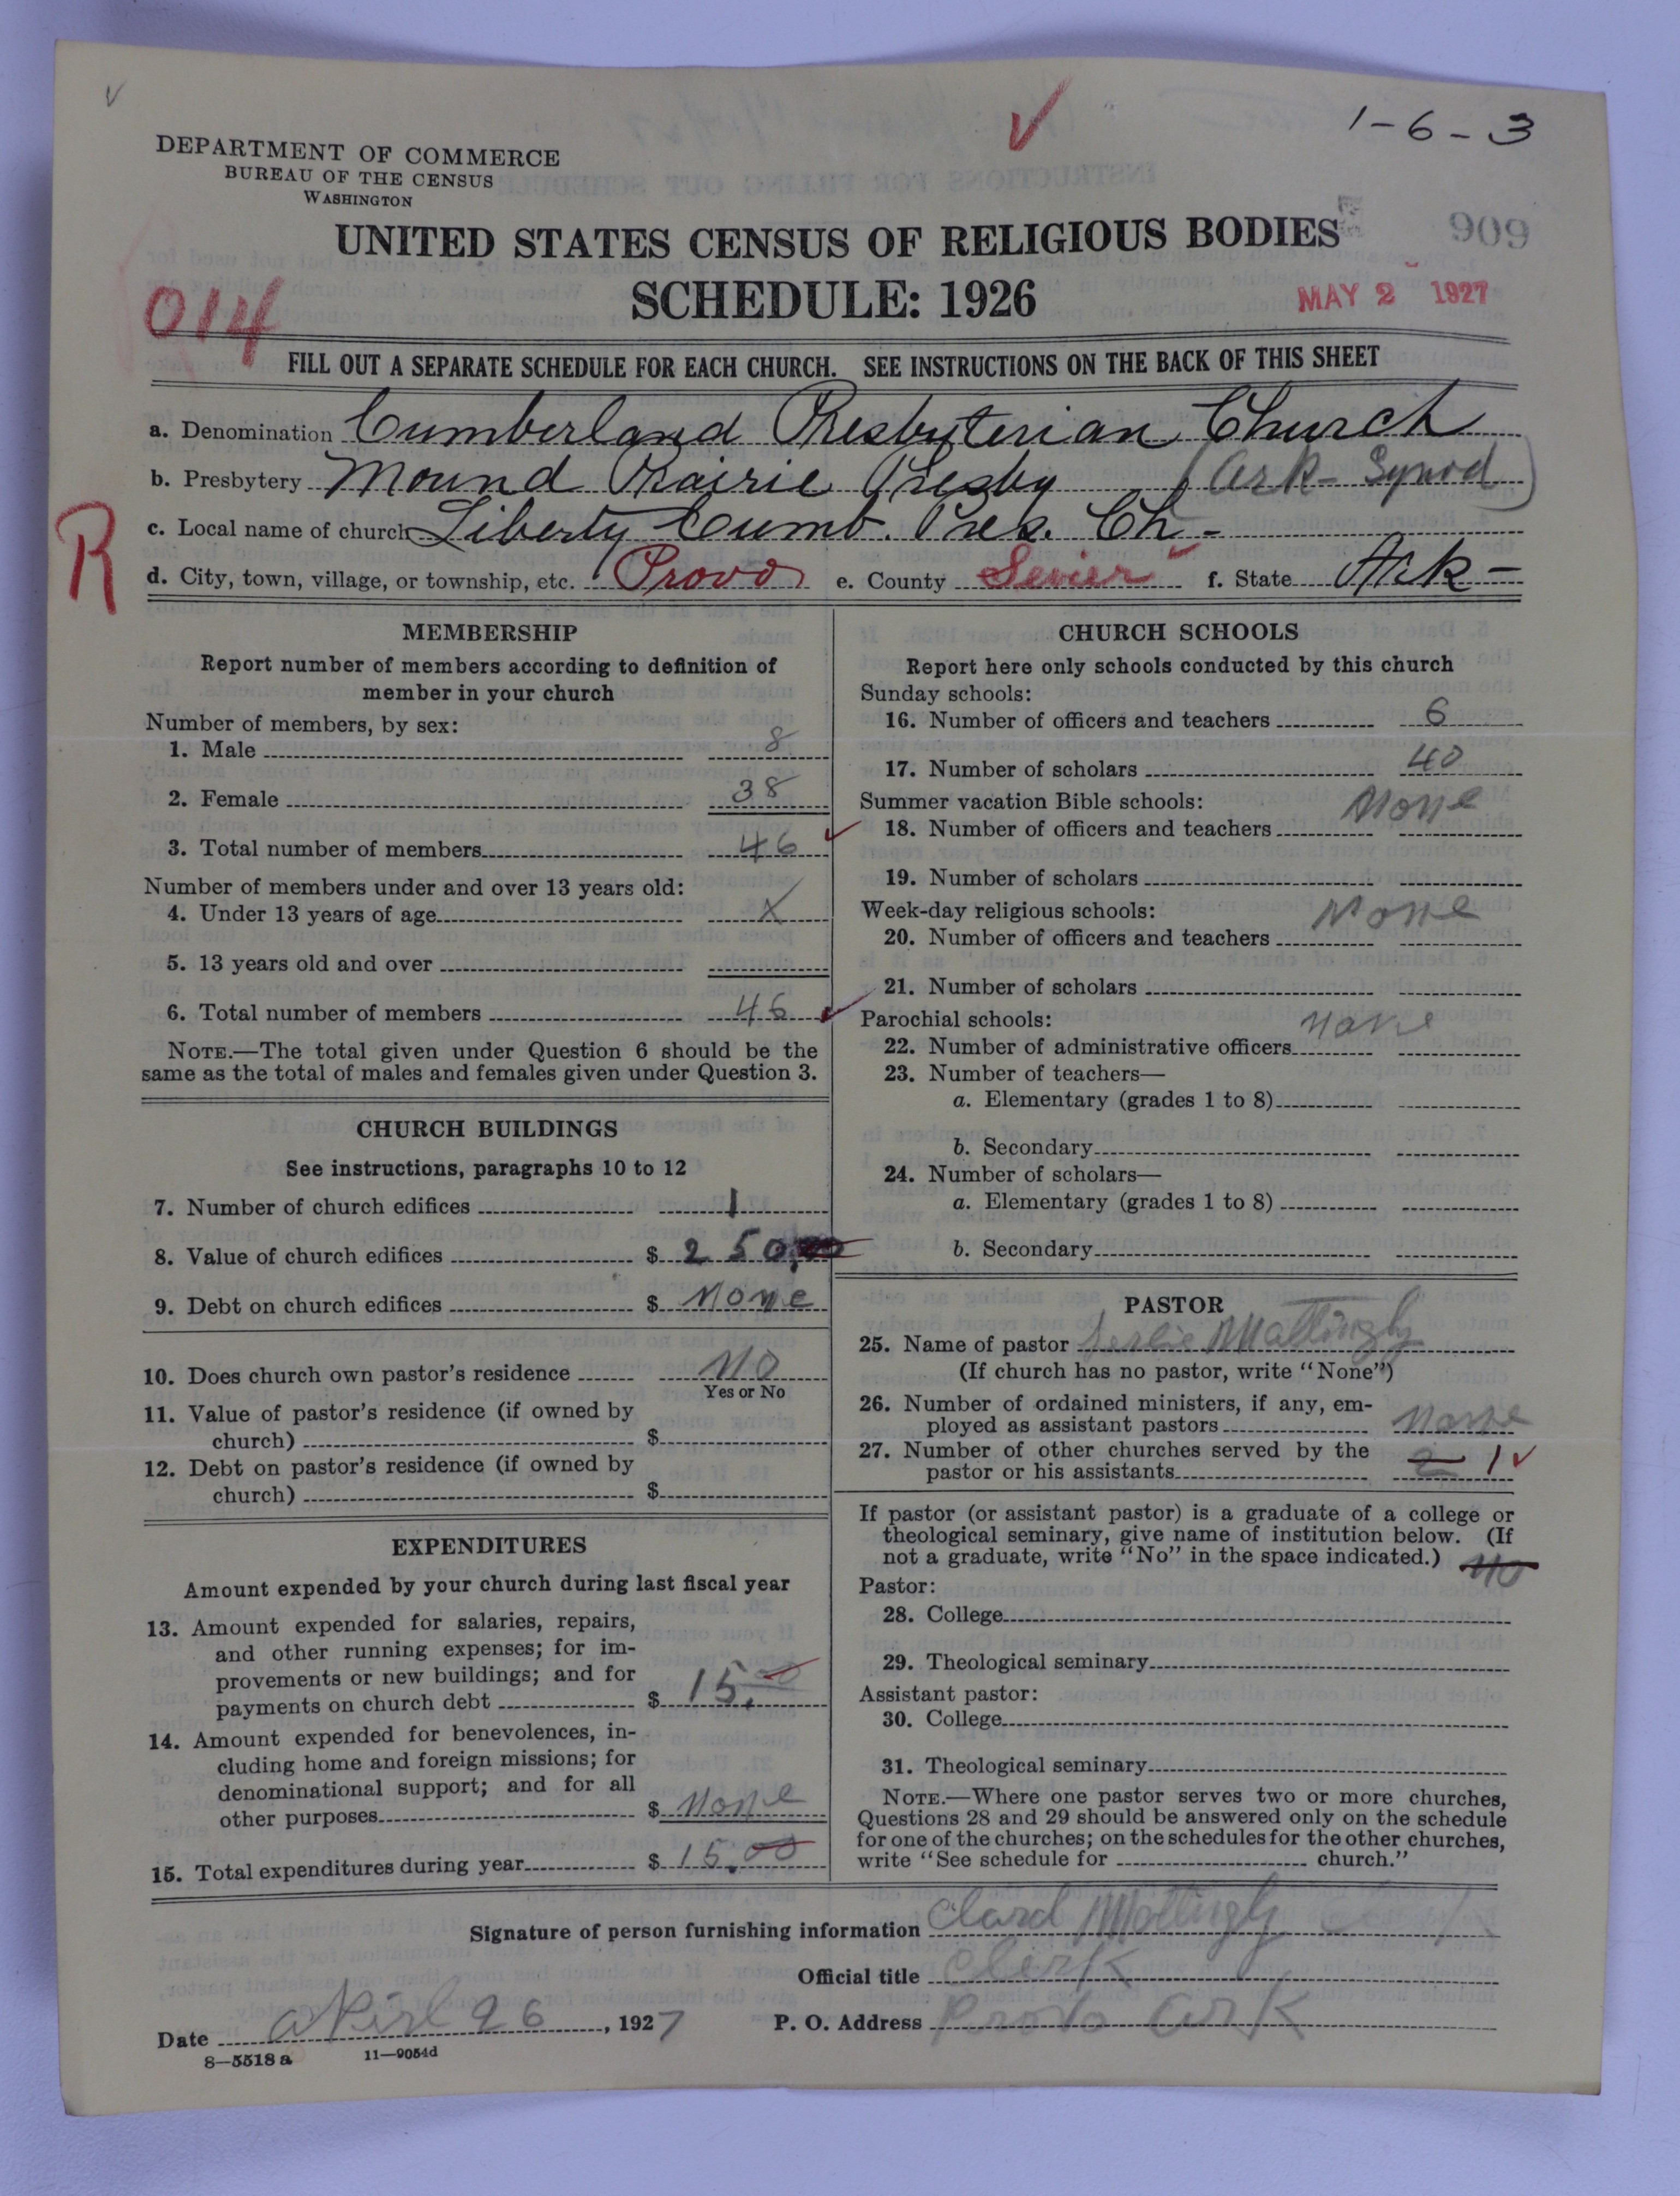 1-6-3
DEPARTMENT OF COMMERCE
BUREAU OF THE CENSUS
WASHINGTON
909
UNITED STATES CENSUS OF RELIGIOUS BODIES
SCHEDULE: 1926
MAY 2 1927
014
FILL OUT A SEPARATE SCHEDULE FOR EACH CHURCH. SEE INSTRUCTIONS ON THE BACK OF THIS SHEET
a. Denomination Cumberland Presbyterian Church
b. Presbytery Mound Prairie Presby (Ark- Synod)
R
c. Local name of church Liberty Cumb. Pres. Ch-
d. City, town, village, or township, etc. Provo e. County Sevier f. State Ark-
MEMBERSHIP
Report number of members according to definition of
member in your church
Number of members, by sex:
1. Male 8
2. Female 38
3. Total number of members 46
Number of members under and over 13 years old:
4. Under 13 years of age X
5. 13 years old and over
6. Total number of members 46
NOTE.—The total given under Question 6 should be the
same as the total of males and females given under Question 3.
CHURCH BUILDINGS
See instructions, paragraphs 10 to 12
7. Number of church edifices 1
8. Value of church edifices $ 250.00
9. Debt on church edifices $ None
10. Does church own pastor's residence No
Yes or No
11. Value of pastor's residence (if owned by
church) $
12. Debt on pastor's residence (if owned by
church) $
EXPENDITURES
Amount expended by your church during last fiscal year
13. Amount expended for salaries, repairs,
and other running expenses; for im-
provements or new buildings; and for
payments on church debt $ 15.00
14. Amount expended for benevolences, in-
cluding home and foreign missions; for
denominational support; and for all
other purposes $ None
15. Total expenditures during year $ 15.00
CHURCH SCHOOLS
Report here only schools conducted by this church
Sunday schools:
16. Number of officers and teachers 6
17. Number of scholars 40
Summer vacation Bible schools: None
18. Number of officers and teachers
19. Number of scholars
Week-day religious schools: None
20. Number of officers and teachers
21. Number of scholars
Parochial schools: None
22. Number of administrative officers
23. Number of teachers—
a. Elementary (grades 1 to 8)
b. Secondary
24. Number of scholars—
a. Elementary (grades 1 to 8)
b. Secondary
PASTOR
25. Name of pastor Leslie Mattingly
(If church has no pastor, write "None")
26. Number of ordained ministers, if any, em-
ployed as assistant pastors None
27. Number of other churches served by the
pastor or his assistants 2 1
If pastor (or assistant pastor) is a graduate of a college or
theological seminary, give name of institution below. (If
not a graduate, write "No" in the space indicated.) No
Pastor:
28. College
29. Theological seminary
Assistant pastor:
30. College
31. Theological seminary
NOTE.—Where one pastor serves two or more churches,
Questions 28 and 29 should be answered only on the schedule
for one of the churches; on the schedules for the other churches,
write "See schedule for church."
Signature of person furnishing information Clard Mattingly
Official title Clerk
Date April 26, 1927 P. O. Address Provo Ark
8—5518 a 11—9054d